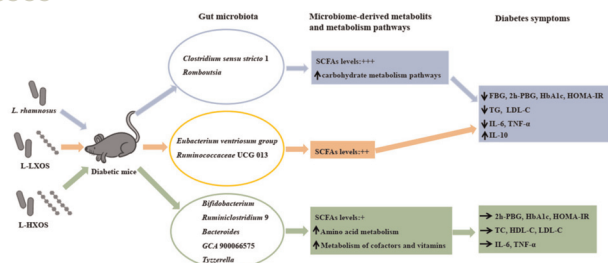 Gut microbiota
Microbiome-derived metabolits
and metabolism pathways
Diabetes symptoms
Clostridium sensu stricto 1
Romboutsia
SCFAs levels:+++
↑carbohydrate metabolism pathways
↓FBG, 2h-PBG, HbA1c, HOMA-IR
↓TG, LDL-C
↓IL-6, TNF-α
↑IL-10
L. rhamnosus
L-LXOS
L-HXOS
Diabetic mice
Eubacterium ventriosum group
Ruminococcaceae UCG 013
SCFAs levels:++
Bifidobacterium
Ruminiclostridium 9
Bacteroides
GCA 900066575
Tyzzerella
SCFAs levels:+
↑Amino acid metabolism
↑Metabolism of cofactors and vitamins
→ 2h-PBG, HbA1c, HOMA-IR
→ TC, HDL-C, LDL-C
→ IL-6, TNF-α